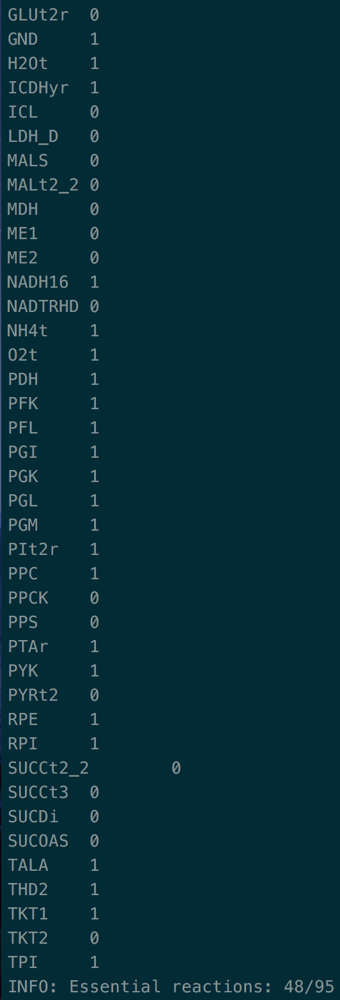 GLUt2r 0
GND 1
H2Ot 1
ICDHyr 1
ICL 0
LDH_D 0
MALS 0
MALt2_2 0
MDH 0
ME1 0
ME2 0
NADH16 1
NADTRHD 0
NH4t 1
O2t 1
PDH 1
PFK 1
PFL 1
PGI 1
PGK 1
PGL 1
PGM 1
PIt2r 1
PPC 1
PPCK 0
PPS 0
PTAr 1
PYK 1
PYRt2 0
RPE 1
RPI 1
SUCCt2_2 0
SUCCt3 0
SUCDi 0
SUCOAS 0
TALA 1
THD2 1
TKT1 1
TKT2 0
TPI 1
INFO: Essential reactions: 48/95